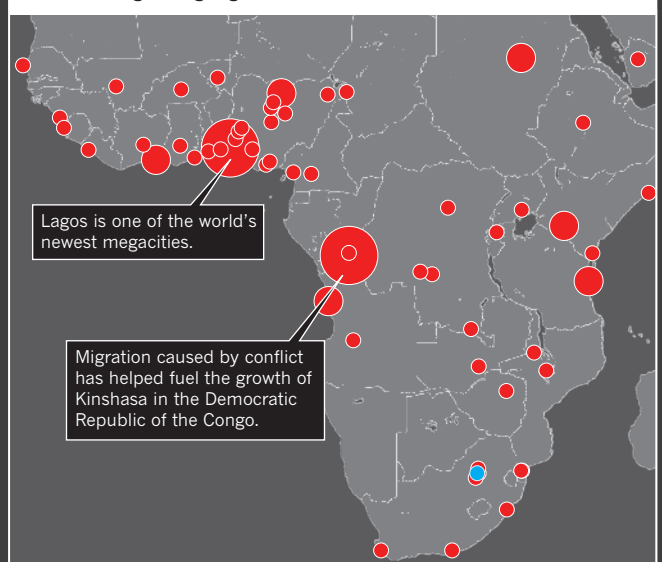 Lagos is one of the world's
newest megacities.
Migration caused by conflict
has helped fuel the growth of
Kinshasa in the Democratic
Republic of the Congo.